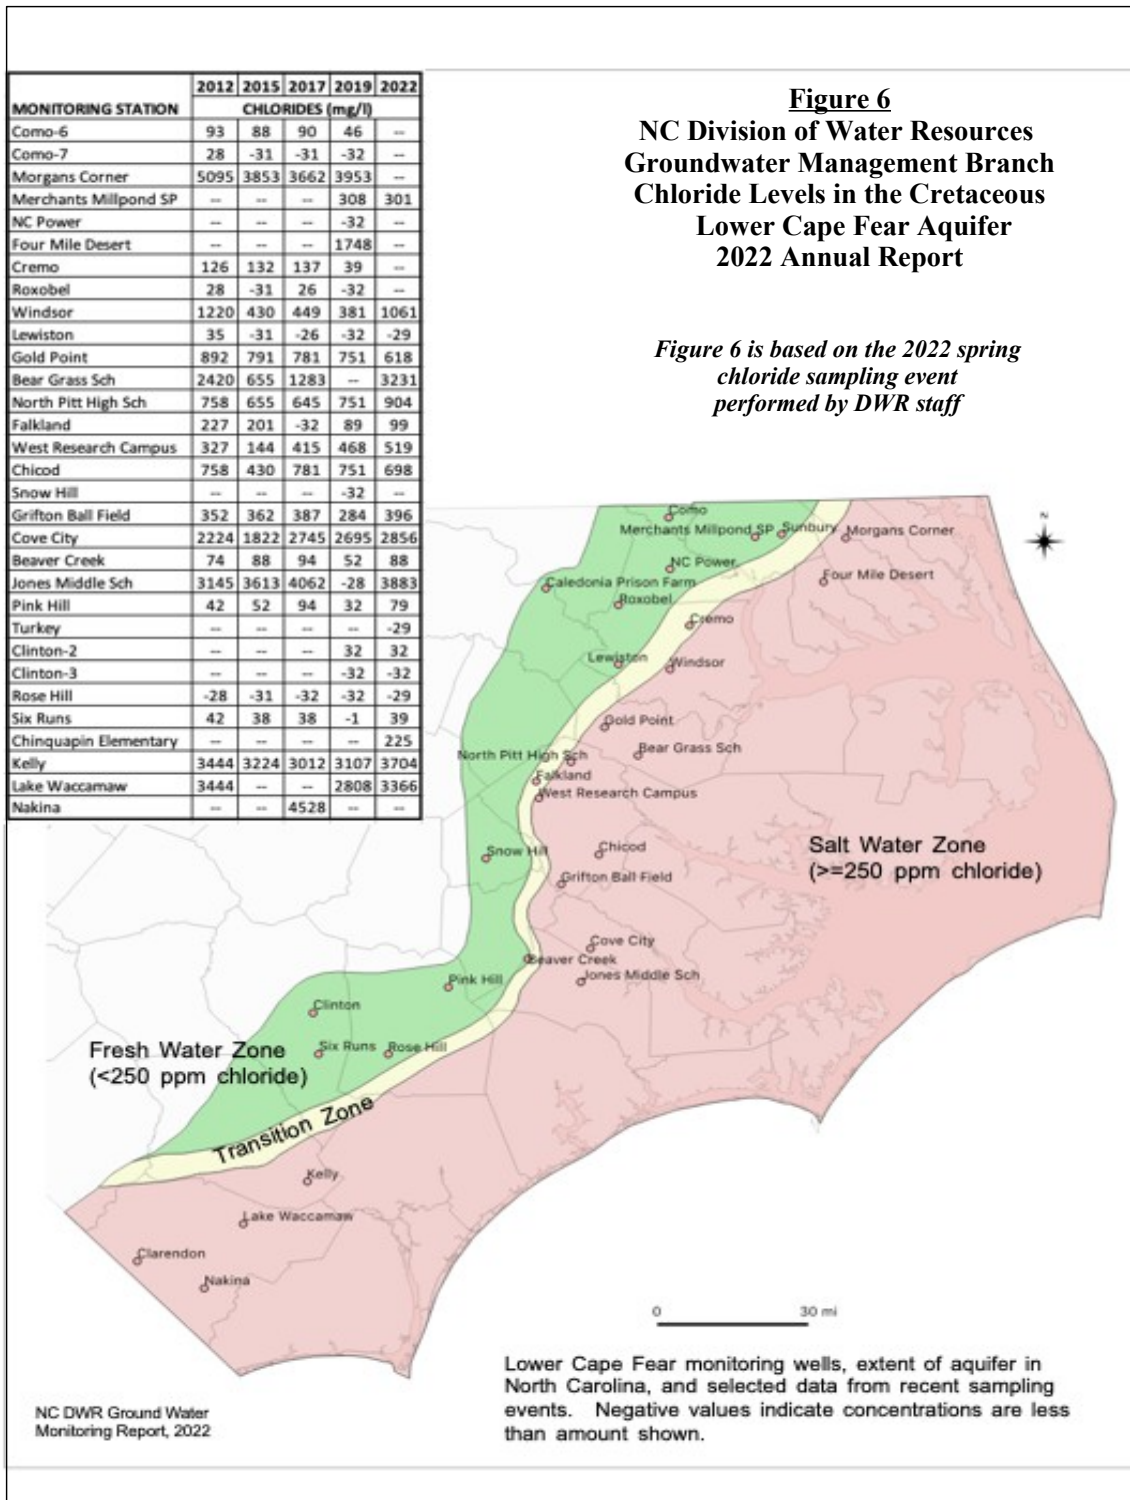 2012 2015 2017 2019 2022
MONITORING STATION CHLORIDES (mg/l)
Como-6 93 88 90 46 --
Como-7 28 -31 -31 -32 --
Morgans Corner 5095 3853 3662 3953 --
Merchants Millpond SP -- -- -- 308 301
NC Power -- -- -- -32 --
Four Mile Desert -- -- -- 1748 --
Cremo 126 132 137 39 --
Roxobel 28 -31 26 -32 --
Windsor 1220 430 449 381 1061
Lewiston 35 -31 -26 -32 -29
Gold Point 892 791 781 751 618
Bear Grass Sch 2420 655 1283 -- 3231
North Pitt High Sch 758 655 645 751 904
Falkland 227 201 -32 89 99
West Research Campus 327 144 415 468 519
Chicod 758 430 781 751 698
Snow Hill -- -- -- -32 --
Grifton Ball Field 352 362 387 284 396
Cove City 2224 1822 2745 2695 2856
Beaver Creek 74 88 94 52 88
Jones Middle Sch 3145 3613 4062 -28 3883
Pink Hill 42 52 94 32 79
Turkey -- -- -- -- -29
Clinton-2 -- -- -- 32 32
Clinton-3 -- -- -- -32 -32
Rose Hill -28 -31 -32 -32 -29
Six Runs 42 38 38 -1 39
Chinquapin Elementary -- -- -- -- 225
Kelly 3444 3224 3012 3107 3704
Lake Waccamaw 3444 -- -- 2808 3366
Nakina -- -- 4528 -- --
Figure 6
NC Division of Water Resources
Groundwater Management Branch
Chloride Levels in the Cretaceous
Lower Cape Fear Aquifer
2022 Annual Report
Figure 6 is based on the 2022 spring
chloride sampling event
performed by DWR staff
Como
Merchants Millpond SP
Sunbury
Morgans Corner
N
NC Power
Caledonia Prison Farm
Four Mile Desert
Roxobel
Cremo
Lewiston
Windsor
Gold Point
North Pitt High Sch
Bear Grass Sch
Falkland
West Research Campus
Snow Hill
Chicod
Salt Water Zone
(>=250 ppm chloride)
Grifton Ball Field
Cove City
Beaver Creek
Jones Middle Sch
Pink Hill
Clinton
Six Runs
Rose Hill
Fresh Water Zone
(<250 ppm chloride)
Transition Zone
Kelly
Lake Waccamaw
Clarendon
Nakina
0 30 mi
Lower Cape Fear monitoring wells, extent of aquifer in
North Carolina, and selected data from recent sampling
events. Negative values indicate concentrations are less
than amount shown.
NC DWR Ground Water
Monitoring Report, 2022